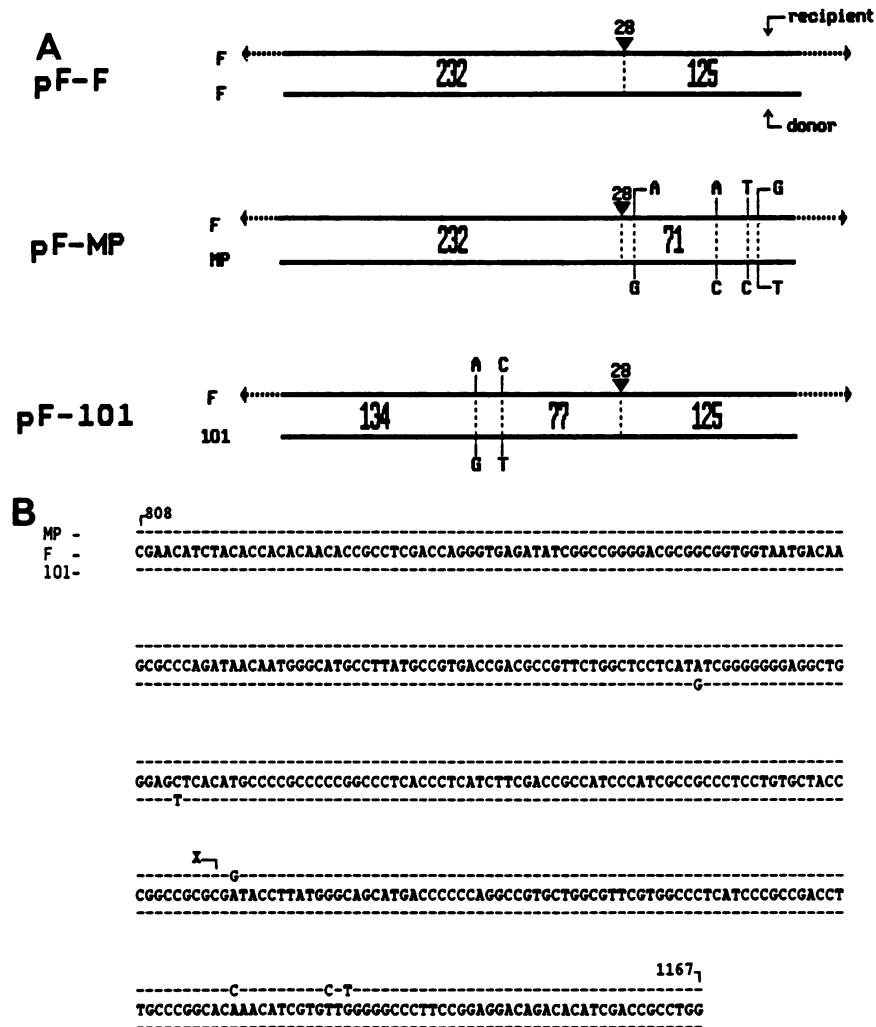 A
pF-F
28
recipient
F
232
125
F
donor
pF-MP
28
A
A
T
G
F
232
71
MP
G
C
C
T
pF-101
A
C
28
F
134
77
125
101
G
T
B
808
MP -
F - CGAACATCTACACCACACAACACCGCCTCGACCAGGGTGAGATATCGGCCGGGGACGCGGCGGTGGTAATGACAA
101-
GCGCCCAGATAACAATGGGCATGCCTTATGCCGTGACCGACGCCGTTCTGGCTCCTCATATCGGGGGGGAGGCTG
G
GGAGCTCACATGCCCCGCCCCCGGCCCTCACCCTCATCTTCGACCGCCATCCCATCGCCGCCCTCCTGTGCTACC
T
X
G
CGGCCGCGCGATACCTTATGGGCAGCATGACCCCCCAGGCCGTGCTGGCGTTCGTGGCCCTCATCCCGCCGACCT
1167
C C-T
TGCCCGGCACAAACATCGTGTTGGGGGCCCTTCCGGAGGACAGACACATCGACCGCCTGG